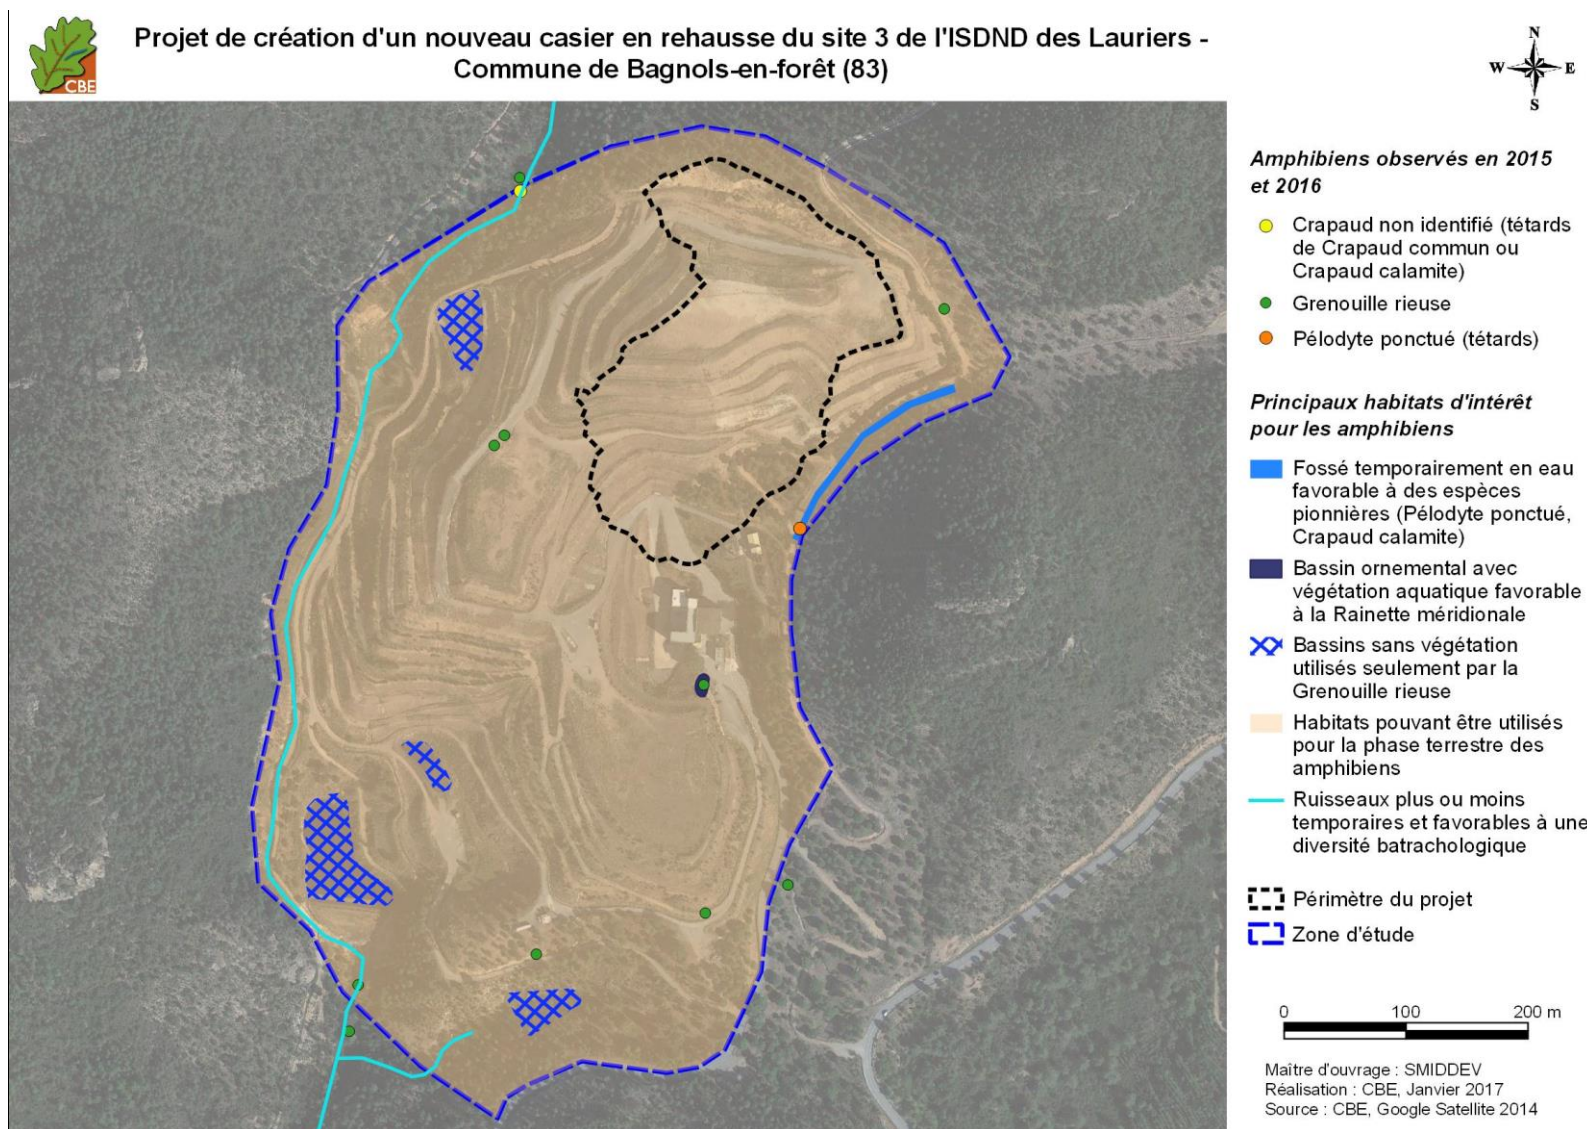 CBE
Projet de création d'un nouveau casier en rehausse du site 3 de l'ISDND des Lauriers -
Commune de Bagnols-en-forêt (83)
N
W E
S
Amphibiens observés en 2015
et 2016
Crapaud non identifié (tétards
de Crapaud commun ou
Crapaud calamite)
Grenouille rieuse
Pélodyte ponctué (tétards)
Principaux habitats d'intérêt
pour les amphibiens
Fossé temporairement en eau
favorable à des espèces
pionnières (Pélodyte ponctué,
Crapaud calamite)
Bassin ornemental avec
végétation aquatique favorable
à la Rainette méridionale
Bassins sans végétation
utilisés seulement par la
Grenouille rieuse
Habitats pouvant être utilisés
pour la phase terrestre des
amphibiens
Ruisseaux plus ou moins
temporaires et favorables à une
diversité batrachologique
Périmètre du projet
Zone d'étude
0 100 200 m
Maître d'ouvrage : SMIDDEV
Réalisation : CBE, Janvier 2017
Source : CBE, Google Satellite 2014